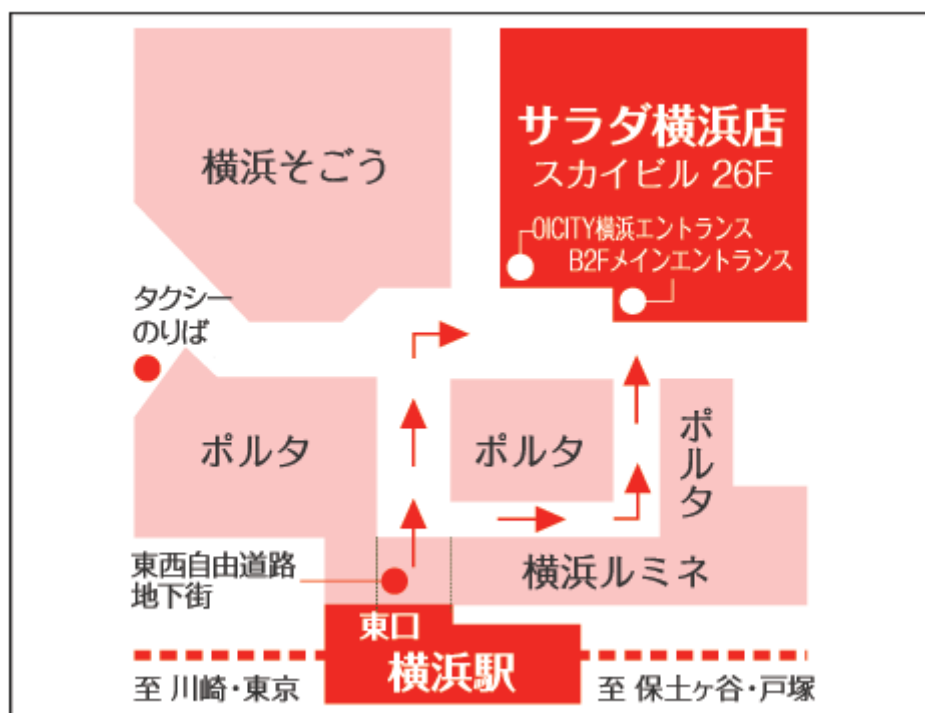 サラダ横浜店
スカイビル 26F
横浜そごう
OICITY横浜エントランス
B2Fメインエントランス
タクシー
のりば
ポルタ
ポルタ
ポルタ
東西自由道路
地下街
横浜ルミネ
東口
横浜駅
至 川崎・東京
至 保土ヶ谷・戸塚